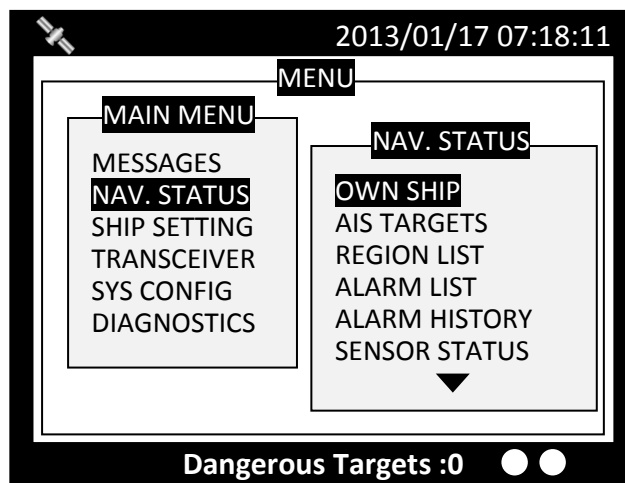 2013/01/17 07:18:11
MENU
MAIN MENU
MESSAGES
NAV. STATUS
SHIP SETTING
TRANSCEIVER
SYS CONFIG
DIAGNOSTICS
NAV. STATUS
OWN SHIP
AIS TARGETS
REGION LIST
ALARM LIST
ALARM HISTORY
SENSOR STATUS
Dangerous Targets :0